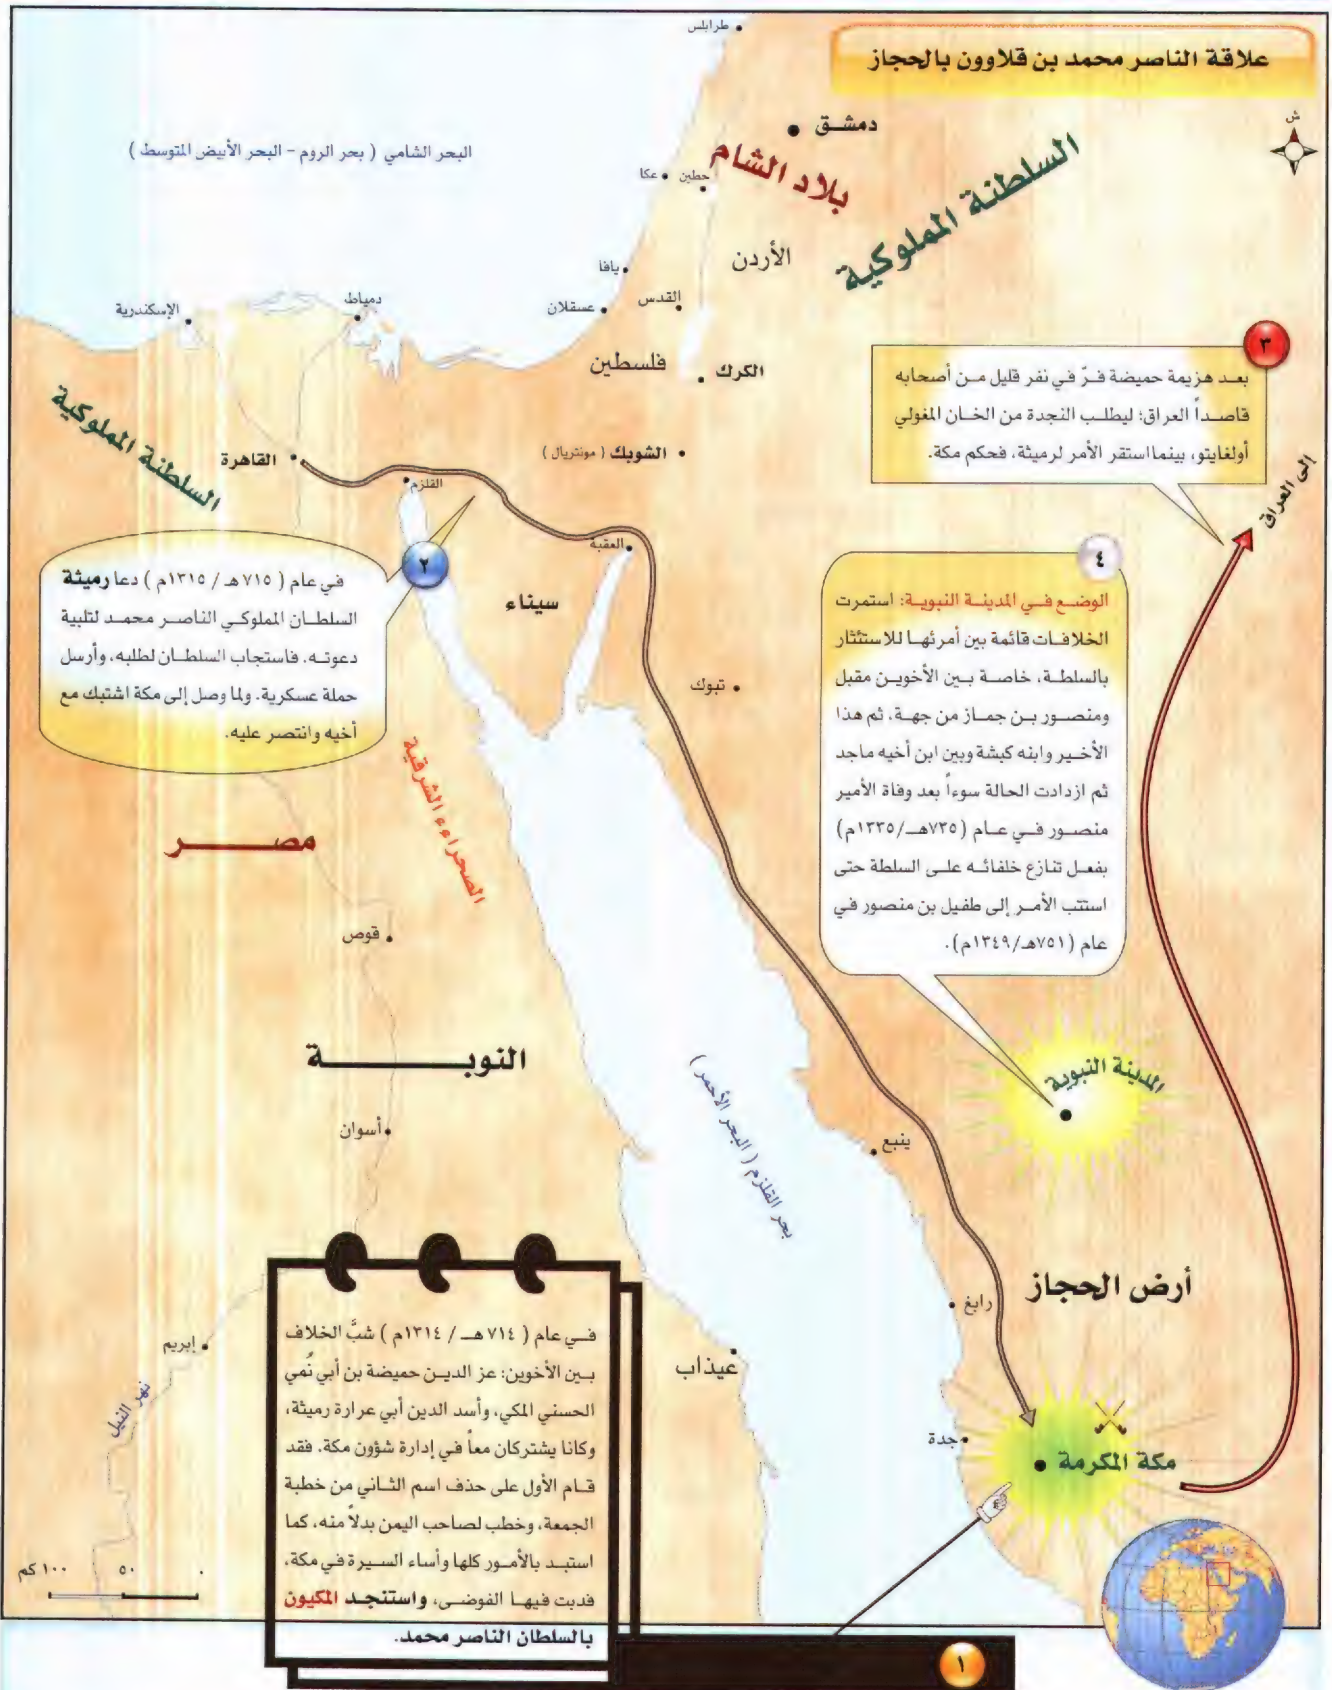 علاقة الناصر محمد بن قلاوون بالحجاز
ش
طرابلس
دمشق
البحر الشامي ( بحر الروم - البحر الأبيض المتوسط )
بلاد الشام
السلطنة المملوكية
عكا
حطين
الأردن
يافا
القدس
عسقلان
دمياط
الإسكندرية
فلسطين
الكرك
السلطنة المملوكية
القاهرة
الشوبك ( مونتريال )
القلزم
العقبة
سيناء
تبوك
٣
بعد هزيمة حميضة فرّ في نفر قليل من أصحابه
قاصداً العراق؛ ليطلب النجدة من الخان المغولي
أولغايتو، بينما استقر الأمر لرميثة، فحكم مكة.
إلى العراق
٢
في عام ( ٧١٥ هـ / ١٣١٥م ) دعا رميثة
السلطان المملوكي الناصر محمد لتلبية
دعوته. فاستجاب السلطان لطلبه، وأرسل
حملة عسكرية. ولما وصل إلى مكة اشتبك مع
أخيه وانتصر عليه.
٤
الوضع في المدينة النبوية: استمرت
الخلافات قائمة بين أمرئها للاستئثار
بالسلطة، خاصة بين الأخوين مقبل
ومنصور بن جماز من جهة، ثم هذا
الأخير وابنه كبشة وبين ابن أخيه ماجد
ثم ازدادت الحالة سوءاً بعد وفاة الأمير
منصور في عام (٧٣٥هـ/١٣٣٥م)
بفعل تنازع خلفائه على السلطة حتى
استتب الأمر إلى طفيل بن منصور في
عام (٧٥١هـ/١٣٤٩م).
الصحراء الشرقية
مصر
قوص
النوبة
أسوان
بحر القلزم ( البحر الأحمر )
المدينة النبوية
ينبع
أرض الحجاز
رابغ
عيذاب
إبريم
نهر النيل
جدة
مكة المكرمة
في عام ( ٧١٤ هـ / ١٣١٤م ) شبَّ الخلاف
بين الأخوين: عز الدين حميضة بن أبي نُمي
الحسني المكي، وأسد الدين أبي عرارة رميثة،
وكانا يشتركان معاً في إدارة شؤون مكة. فقد
قام الأول على حذف اسم الثاني من خطبة
الجمعة، وخطب لصاحب اليمن بدلاً منه، كما
استبد بالأمور كلها وأساء السيرة في مكة،
فدبت فيها الفوضى، واستنجد المكيون
بالسلطان الناصر محمد.
١
٠ ٥٠ ١٠٠ كم